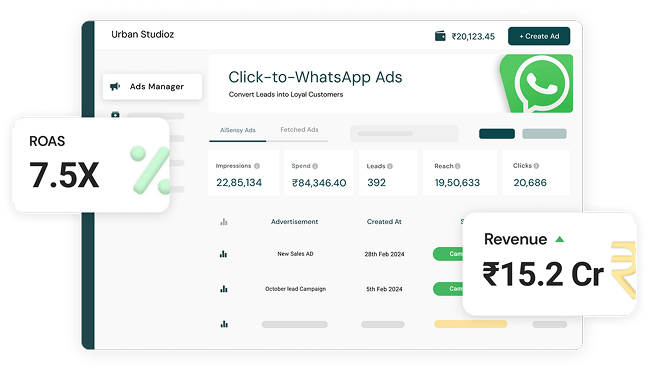 Urban Studioz
₹20,123.45
+ Create Ad
Ads Manager
Click-to-WhatsApp Ads
Convert Leads into Loyal Customers
ROAS
7.5X
AiSensy Ads
Fetched Ads
Impressions
Spend
Leads
Reach
Clicks
22,85,134
₹84,346.40
392
19,50,633
20,686
Advertisement
Created At
S
New Sales AD
28th Feb 2024
Cam
October lead Campaign
5th Feb 2024
Cam
Revenue
₹15.2 Cr